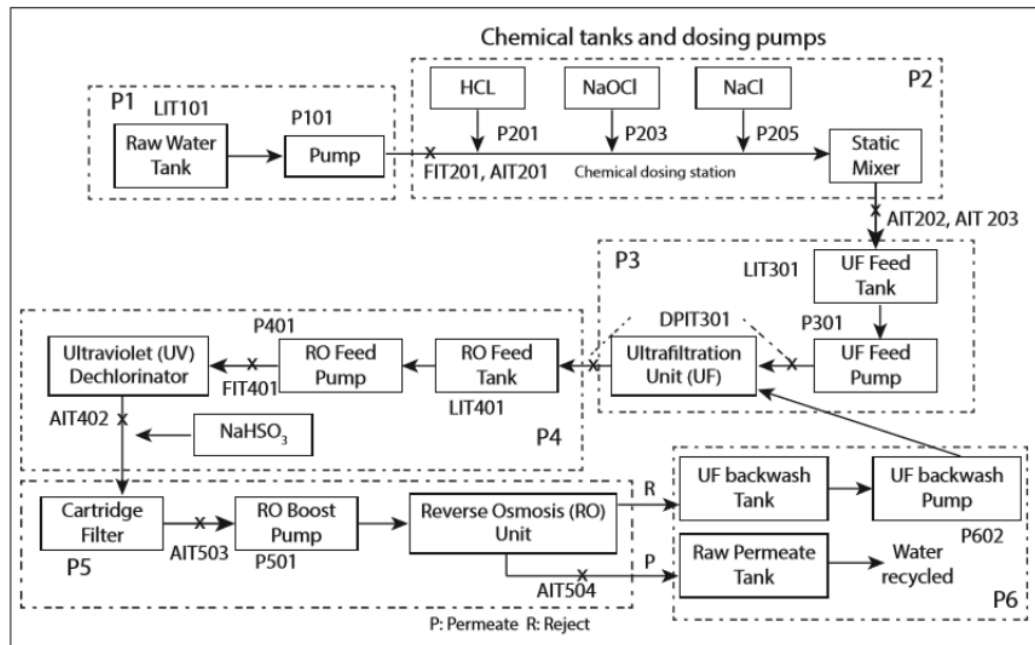 Chemical tanks and dosing pumps
P1
LIT101
Raw Water
Tank
P101
Pump
P2
HCL
NaOCl
NaCl
P201
P203
P205
FIT201, AIT201
Chemical dosing station
Static
Mixer
AIT202, AIT 203
P3
LIT301
UF Feed
Tank
P301
UF Feed
Pump
DPIT301
Ultrafiltration
Unit (UF)
P401
Ultraviolet (UV)
Dechlorinator
FIT401
RO Feed
Pump
RO Feed
Tank
LIT401
AIT402
NaHSO₃
P4
Cartridge
Filter
AIT503
RO Boost
Pump
P501
Reverse Osmosis (RO)
Unit
AIT504
P5
R
P
UF backwash
Tank
UF backwash
Pump
P602
Raw Permeate
Tank
Water
recycled
P6
P: Permeate R: Reject